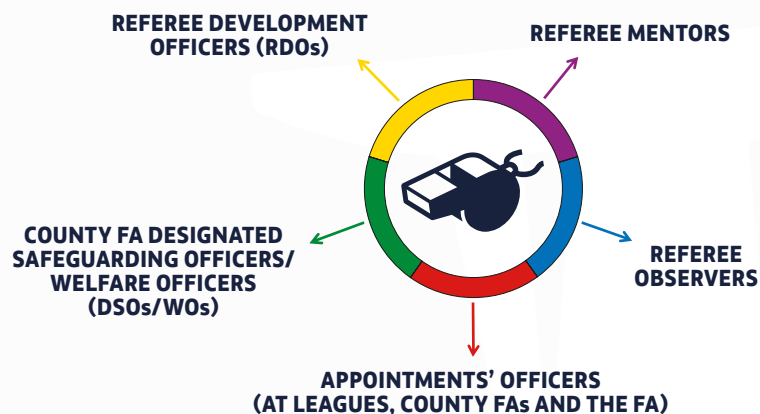 REFEREE DEVELOPMENT
OFFICERS (RDOs)
REFEREE MENTORS
COUNTY FA DESIGNATED
SAFEGUARDING OFFICERS/
WELFARE OFFICERS
(DSOs/WOs)
REFEREE
OBSERVERS
APPOINTMENTS’ OFFICERS
(AT LEAGUES, COUNTY FAs AND THE FA)